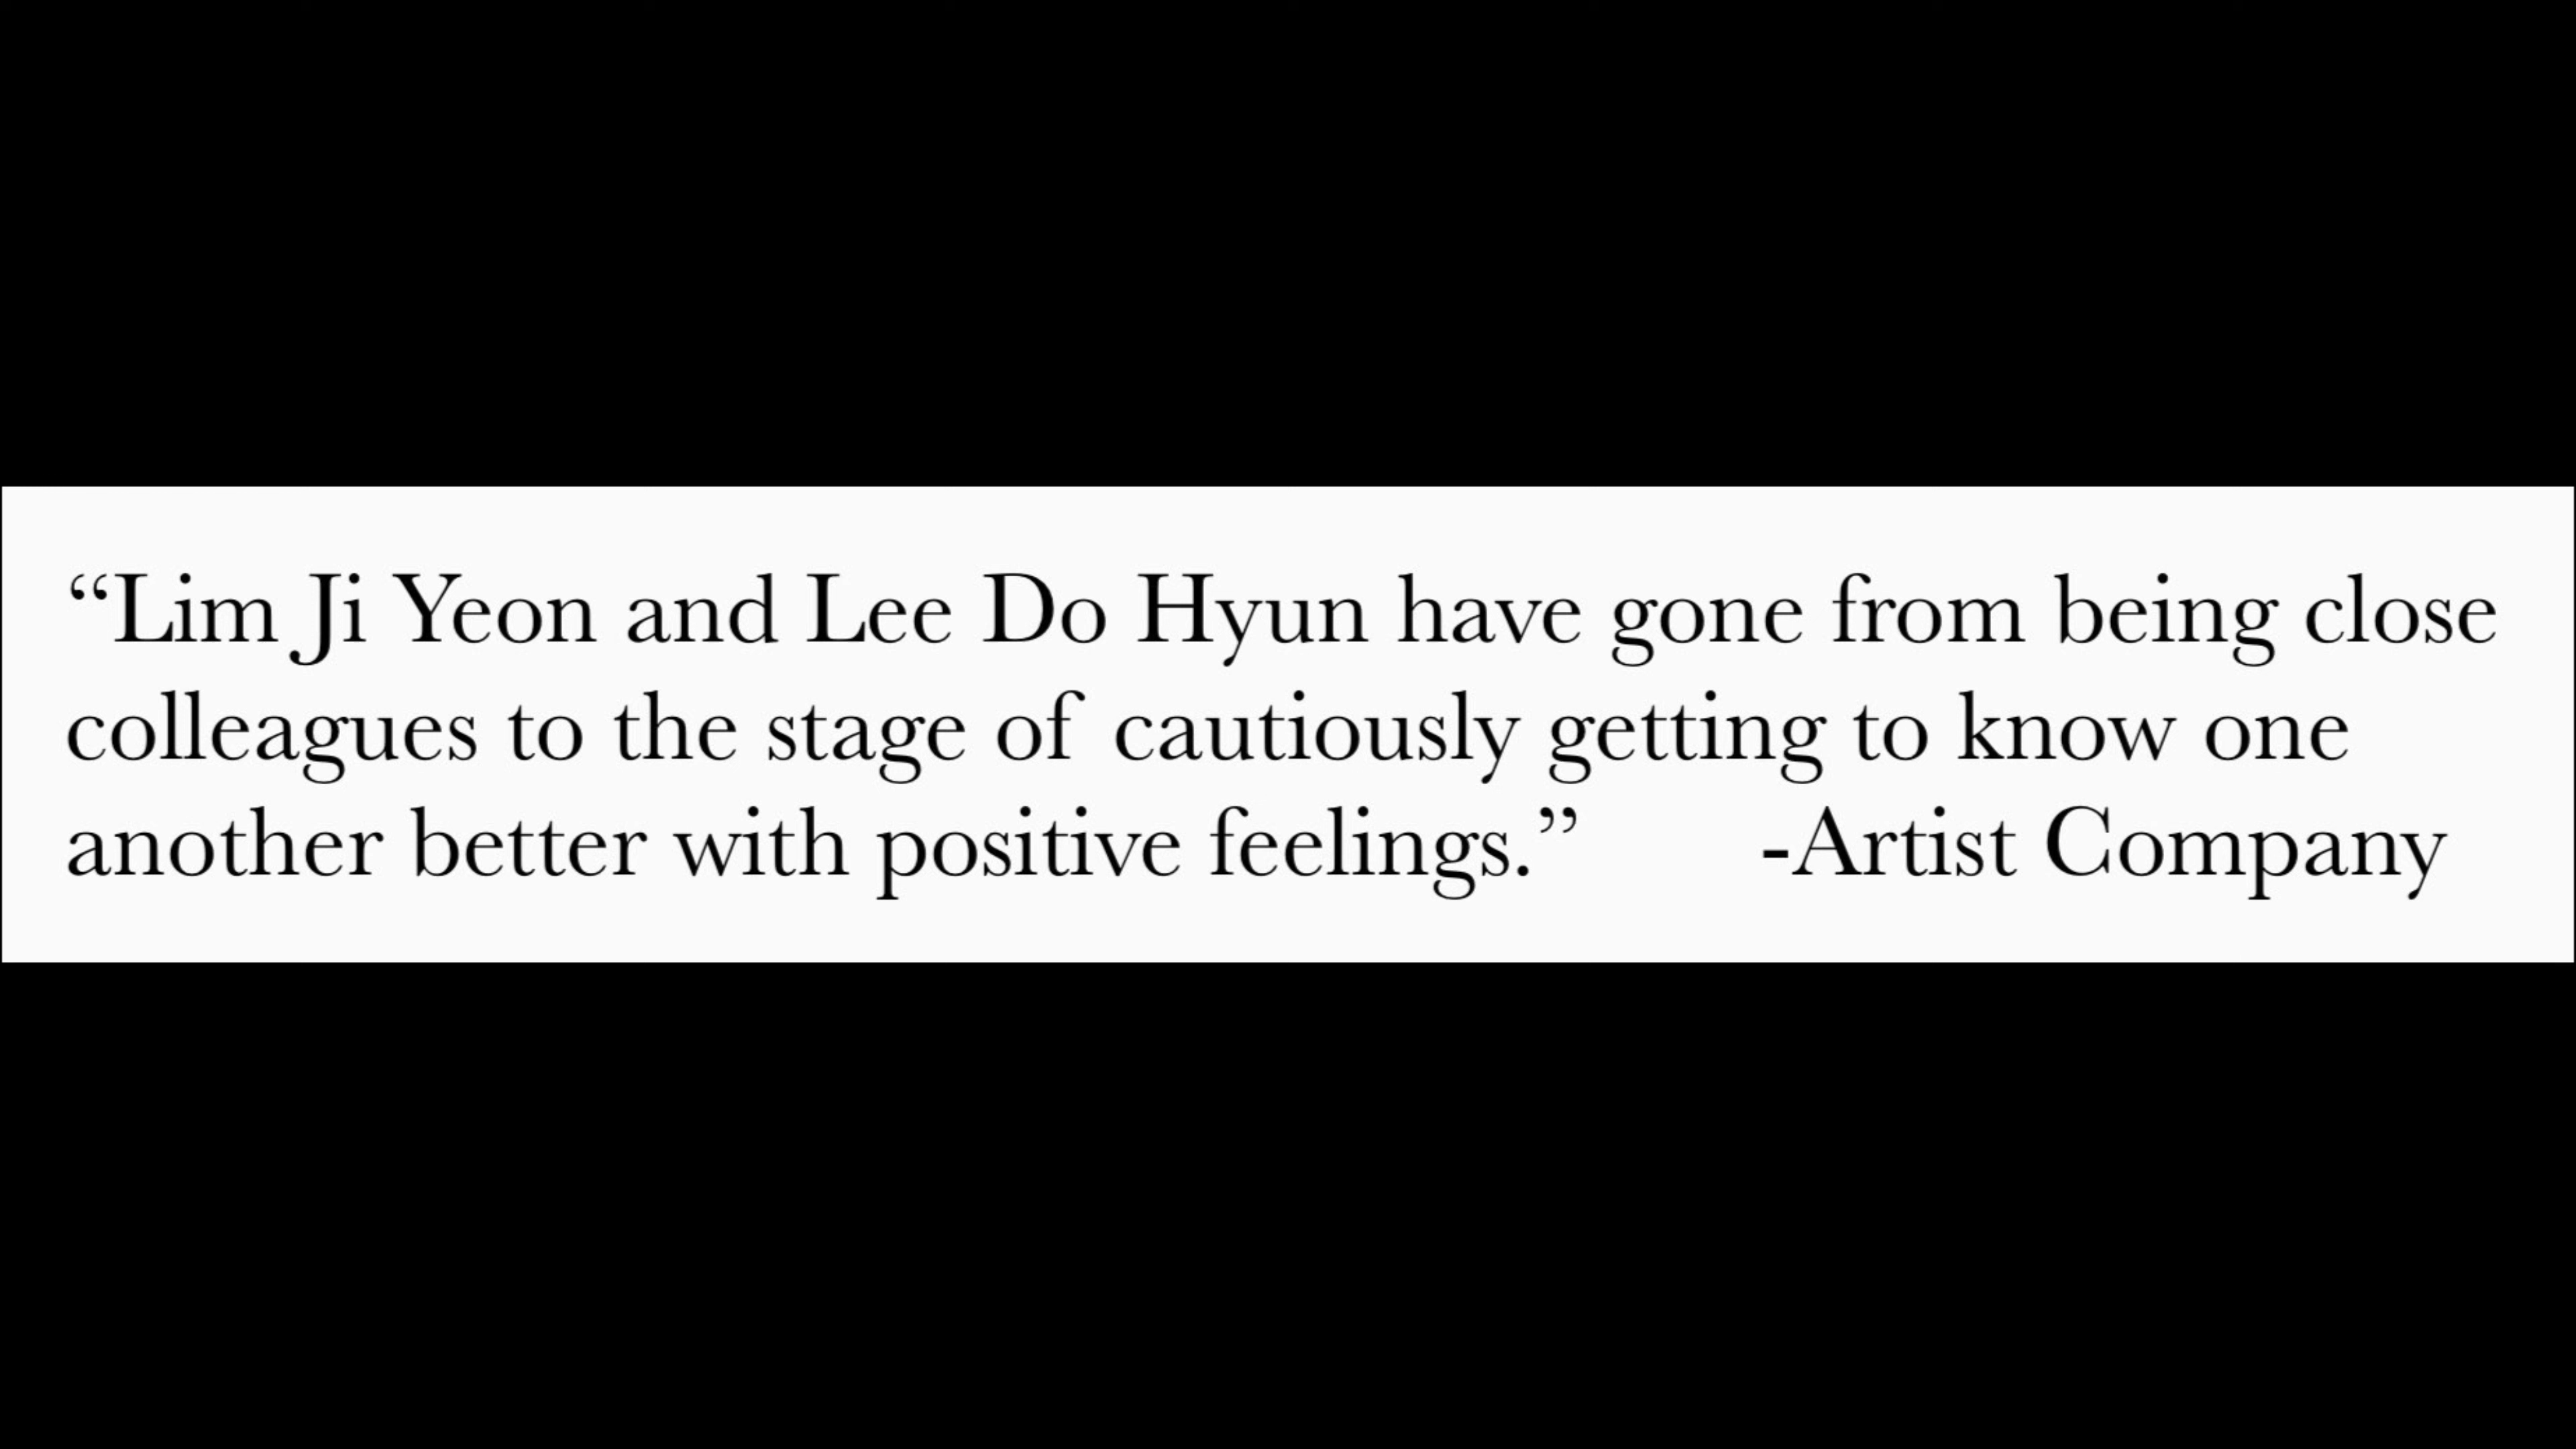 “Lim Ji Yeon and Lee Do Hyun have gone from being close
colleagues to the stage of cautiously getting to know one
another better with positive feelings.” -Artist Company